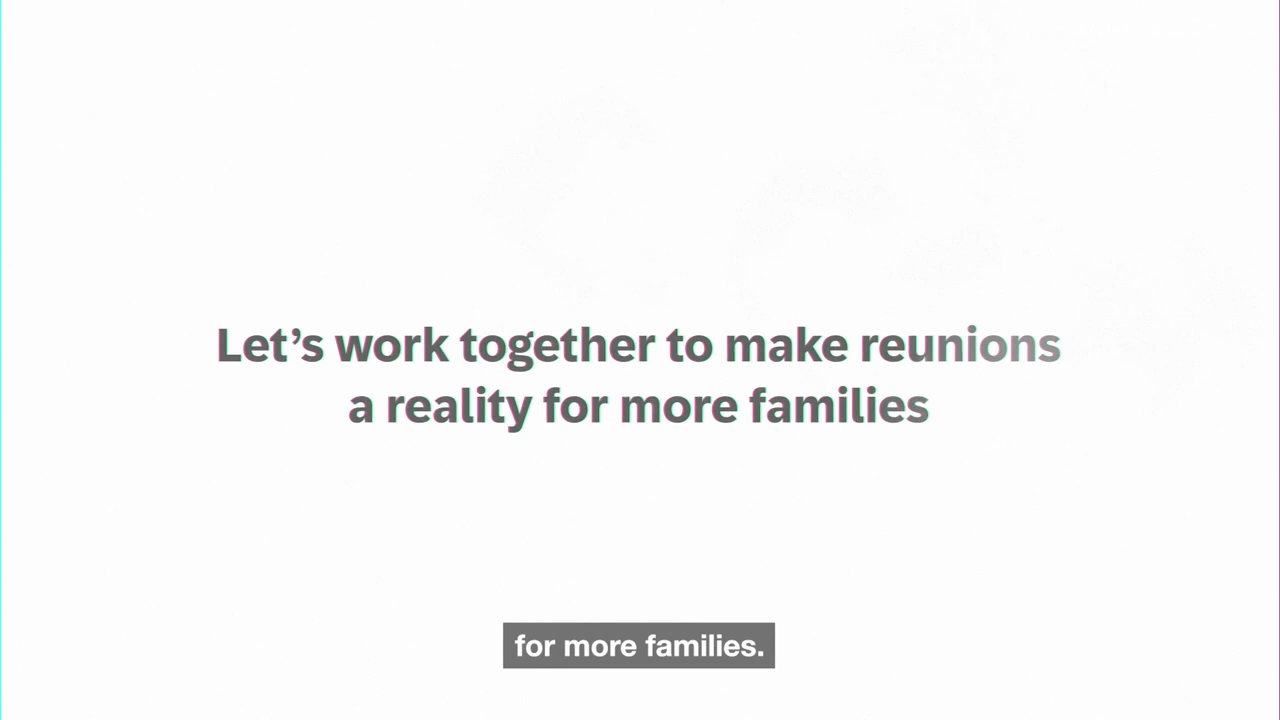 Let’s work together to make reunions
a reality for more families
for more families.